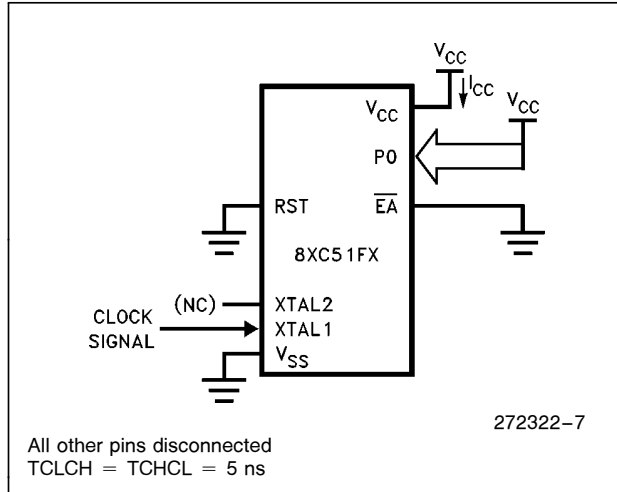 VCC
ICC
VCC
VCC
P0
RST
EA
8XC51FX
(NC)
XTAL2
CLOCK
SIGNAL
XTAL1
VSS
272322–7
All other pins disconnected
TCLCH = TCHCL = 5 ns